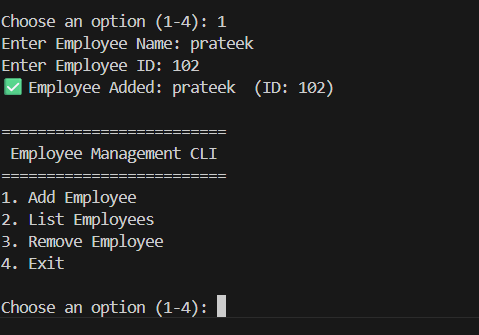 Choose an option (1-4): 1
Enter Employee Name: prateek
Enter Employee ID: 102
✅ Employee Added: prateek  (ID: 102)
=========================
 Employee Management CLI
=========================
1. Add Employee
2. List Employees
3. Remove Employee
4. Exit
Choose an option (1-4):